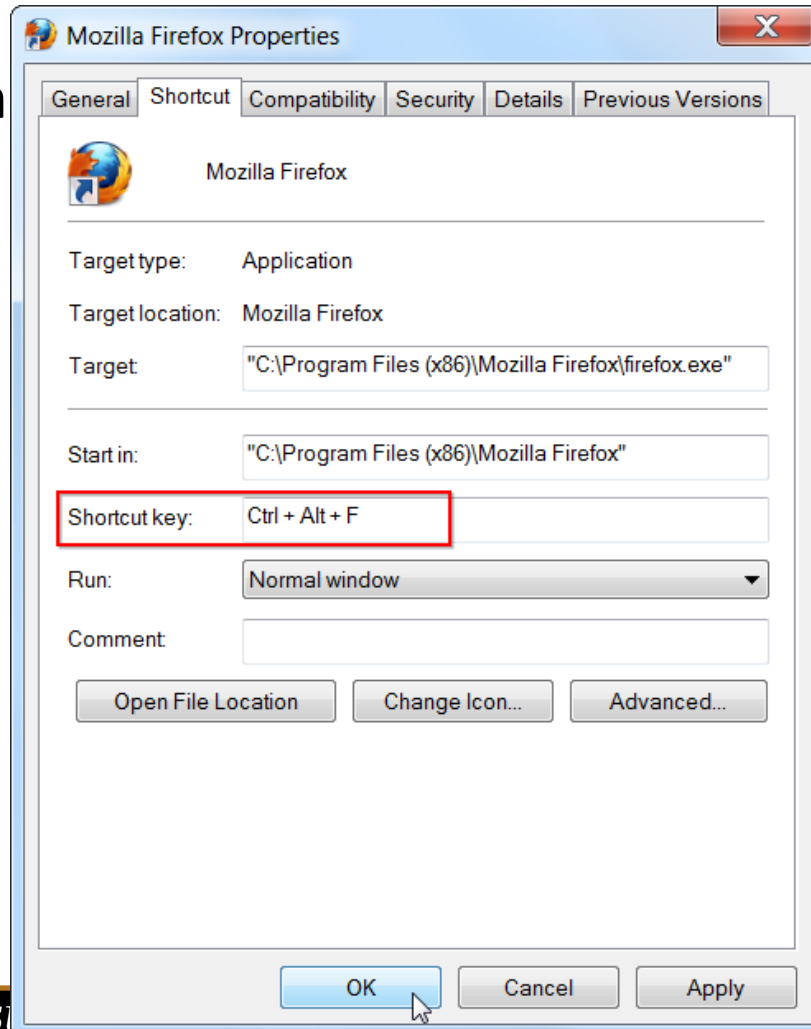 Mozilla Firefox Properties
General Shortcut Compatibility Security Details Previous Versions
Mozilla Firefox
Target type: Application
Target location: Mozilla Firefox
Target: "C:\Program Files (x86)\Mozilla Firefox\firefox.exe"
Start in: "C:\Program Files (x86)\Mozilla Firefox"
Shortcut key: Ctrl + Alt + F
Run: Normal window
Comment:
Open File Location Change Icon... Advanced...
OK Cancel Apply